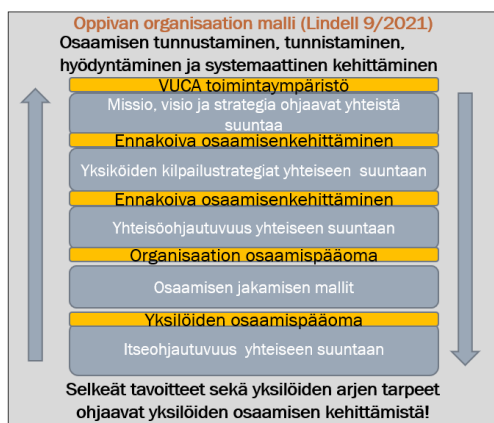 Oppivan organisaation malli (Lindell 9/2021)
Osaamisen tunnustaminen, tunnistaminen,
hyödyntäminen ja systemaattinen kehittäminen
VUCA toimintaympäristö
Missio, visio ja strategia ohjaavat yhteistä
suuntaa
Ennakoiva osaamisenkehittäminen
Yksiköiden kilpailustrategiat yhteiseen suuntaan
Ennakoiva osaamisenkehittäminen
Yhteisöohjautuvuus yhteiseen suuntaan
Organisaation osaamispääoma
Osaamisen jakamisen mallit
Yksilöiden osaamispääoma
Itseohjautuvuus yhteiseen suuntaan
Selkeät tavoitteet sekä yksilöiden arjen tarpeet
ohjaavat yksilöiden osaamisen kehittämistä!